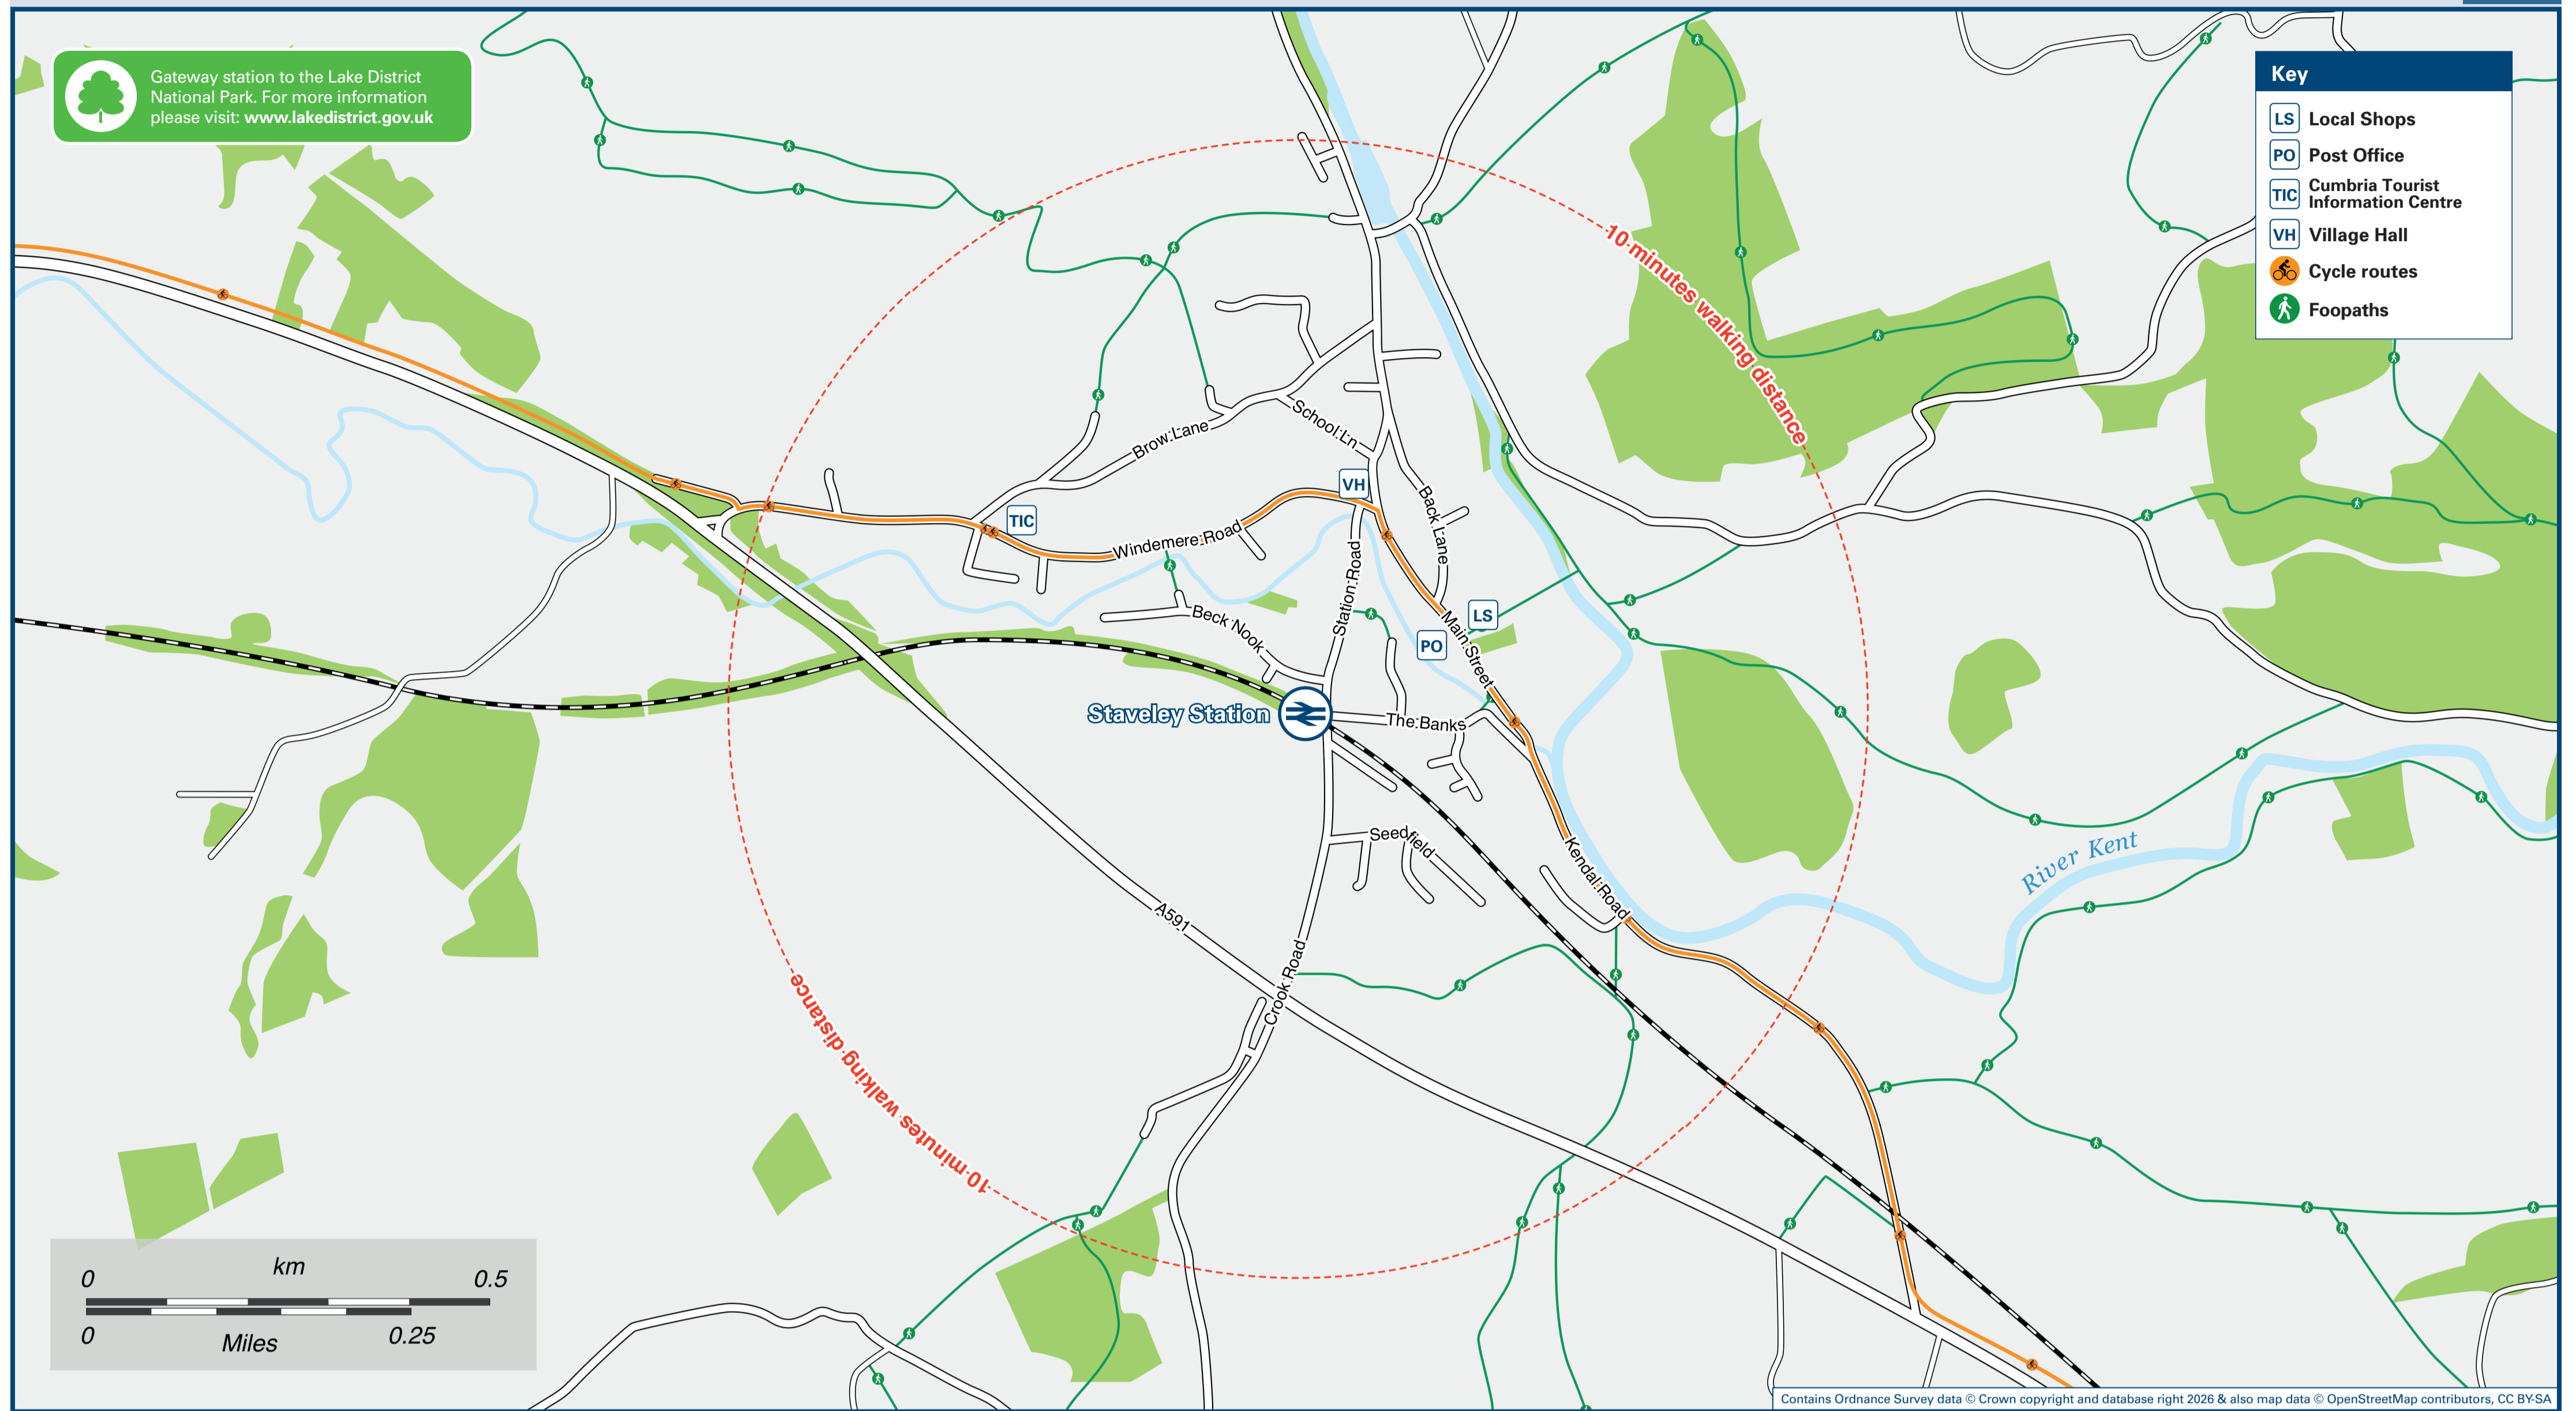 Gateway station to the Lake District
National Park. For more information
please visit: www.lakedistrict.gov.uk
Key
LS Local Shops
PO Post Office
TIC Cumbria Tourist
Information Centre
VH Village Hall
Cycle routes
Foopaths
10 minutes walking distance
School Ln
Brow Lane
VH
Back Lane
TIC
Windemere Road
Station Road
Beck Nook
LS
PO
Main Street
Staveley Station
The Banks
Seedfield
Kendal Road
River Kent
A591
Crook Road
10 minutes walking distance
km
0 0.5
0 0.25
Miles
Contains Ordnance Survey data © Crown copyright and database right 2026 & also map data © OpenStreetMap contributors, CC BY-SA